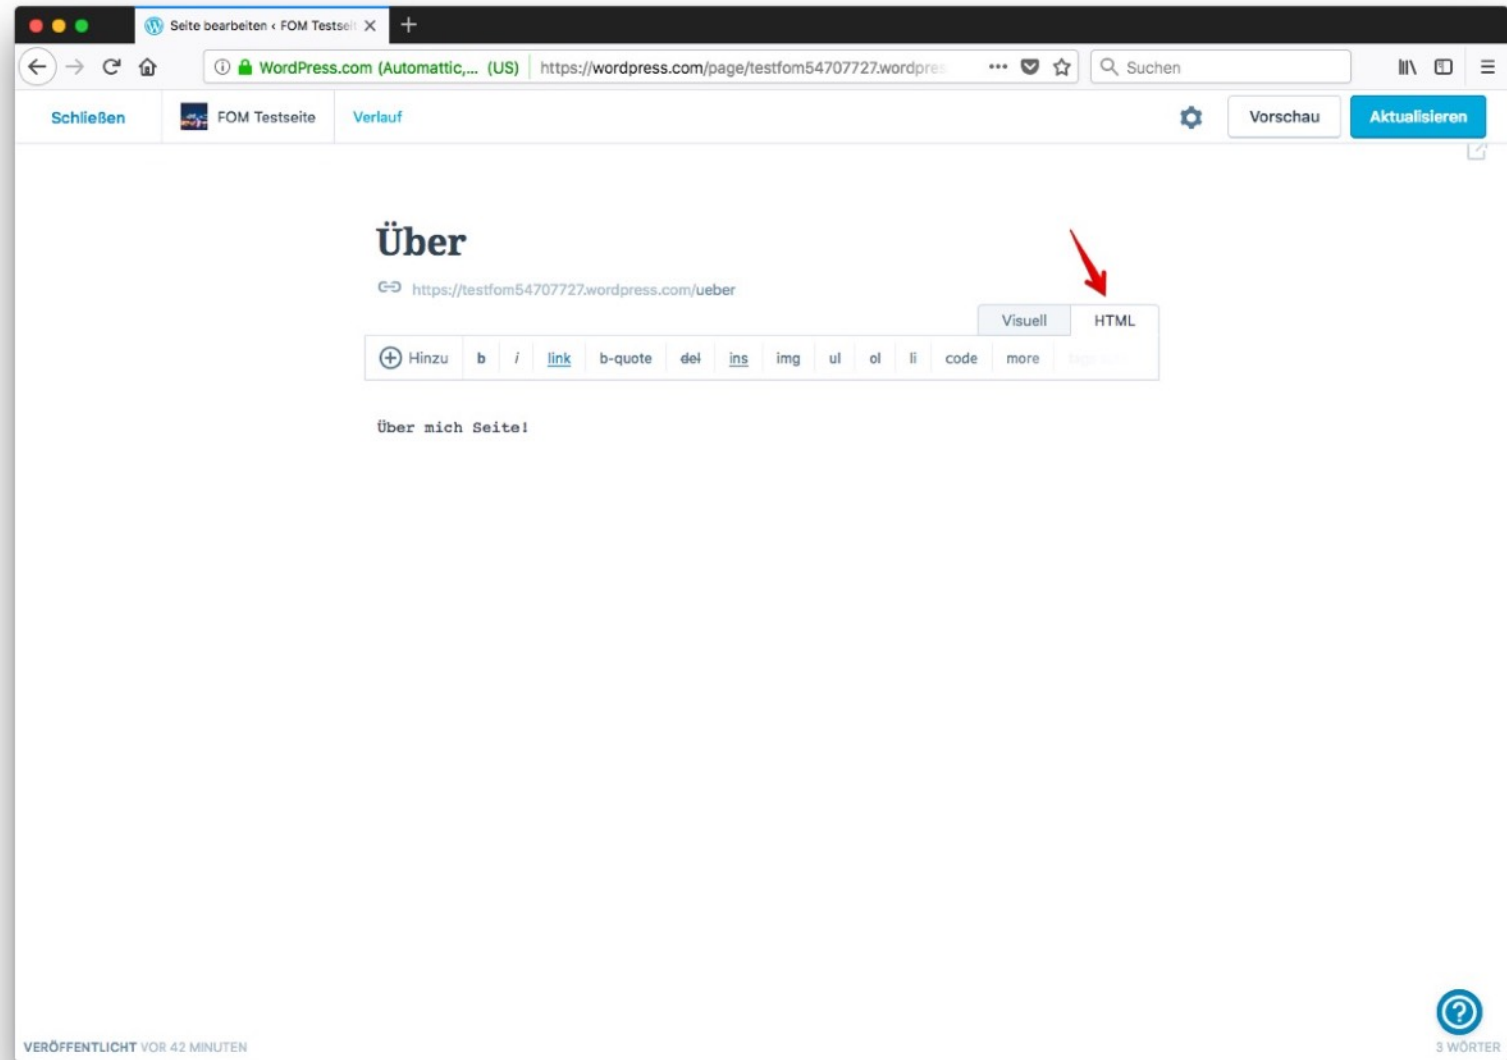 Seite bearbeiten ‹ FOM Testseit
WordPress.com (Automattic,... (US) https://wordpress.com/page/testfom54707727.wordpres
Suchen
Schließen FOM Testseite Verlauf Vorschau Aktualisieren
Über
https://testfom54707727.wordpress.com/ueber
Visuell HTML
Hinzu b i link b-quote del ins img ul ol li code more
Über mich Seite!
VERÖFFENTLICHT VOR 42 MINUTEN 3 WÖRTER